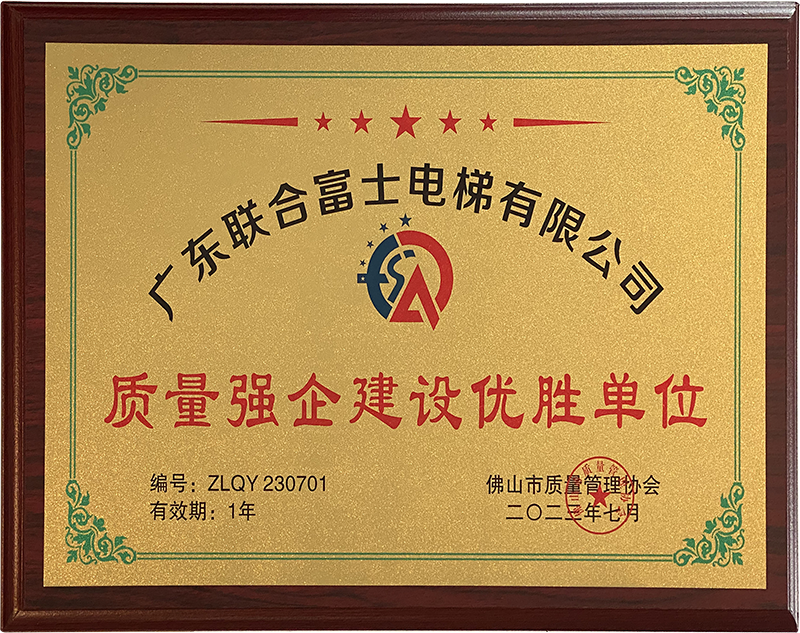 广东联合富士电梯有限公司
质量强企建设优胜单位
编号：ZLQY 230701
有效期：1年
佛山市质量管理协会
二〇二三年七月